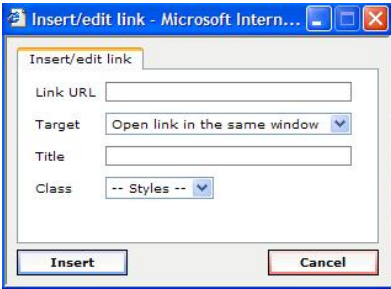 Insert/edit link - Microsoft Intern...
Insert/edit link
Link URL
Target Open link in the same window
Title
Class -- Styles --
Insert Cancel